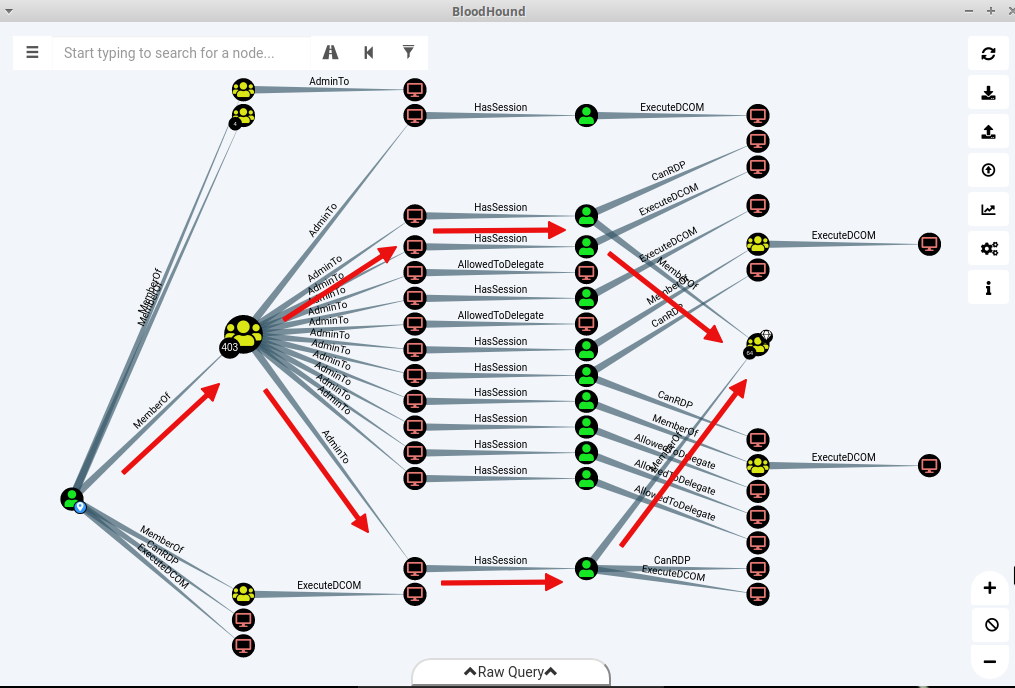 BloodHound
Start typing to search for a node...
AdminTo
4
HasSession
ExecuteDCOM
CanRDP
ExecuteDCOM
AdminTo
HasSession
ExecuteDCOM
HasSession
ExecuteDCOM
AllowedToDelegate
MemberOf
AdminTo
AdminTo
MemberOf
MemberOf
HasSession
MemberOf
AdminTo
CanRDP
AdminTo
AllowedToDelegate
AdminTo
AdminTo
403
HasSession
64
AdminTo
AdminTo
HasSession
AdminTo
AdminTo
HasSession
CanRDP
MemberOf
AdminTo
HasSession
MemberOf
AllowedToDelegate
MemberOf
HasSession
ExecuteDCOM
AllowedToDelegate
HasSession
AllowedToDelegate
MemberOf
CanRDP
ExecuteDCOM
HasSession
CanRDP
ExecuteDCOM
ExecuteDCOM
Raw Query